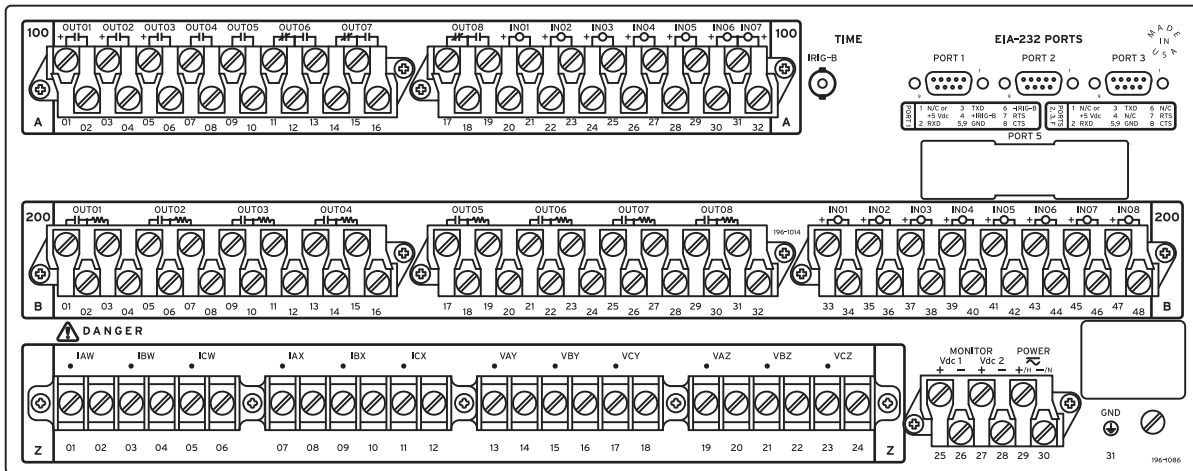 100 OUT01 OUT02 OUT03 OUT04 OUT05 OUT06 OUT07 OUT08 IN01 IN02 IN03 IN04 IN05 IN06 IN07 100
+ + + + + + + + + +
A 01 02 03 04 05 06 07 08 09 10 11 12 13 14 15 16 17 18 19 20 21 22 23 24 25 26 27 28 29 30 31 32 A
TIME
IRIG-B
EIA-232 PORTS
MADE IN USA
PORT 1 PORT 2 PORT 3
9 1 9 1 9 1
PORT 1
1 N/C or 3 TXD 6 -IRIG-B
+5 Vdc 4 +IRIG-B 7 RTS
2 RXD 5,9 GND 8 CTS
PORTS 2, 3, F
1 N/C or 3 TXD 6 N/C
+5 Vdc 4 N/C 7 RTS
2 RXD 5,9 GND 8 CTS
PORT 5
200 OUT01 OUT02 OUT03 OUT04 OUT05 OUT06 OUT07 OUT08 IN01 IN02 IN03 IN04 IN05 IN06 IN07 IN08 200
+ + + + + + + +
196-1014
B 01 02 03 04 05 06 07 08 09 10 11 12 13 14 15 16 17 18 19 20 21 22 23 24 25 26 27 28 29 30 31 32 33 34 35 36 37 38 39 40 41 42 43 44 45 46 47 48 B
DANGER
IAW IBW ICW IAX IBX ICX VAY VBY VCY VAZ VBZ VCZ
Z 01 02 03 04 05 06 07 08 09 10 11 12 13 14 15 16 17 18 19 20 21 22 23 24 Z
MONITOR POWER
Vdc 1 Vdc 2
+ − + − +/H −/N
25 26 27 28 29 30
GND
31
196-1086